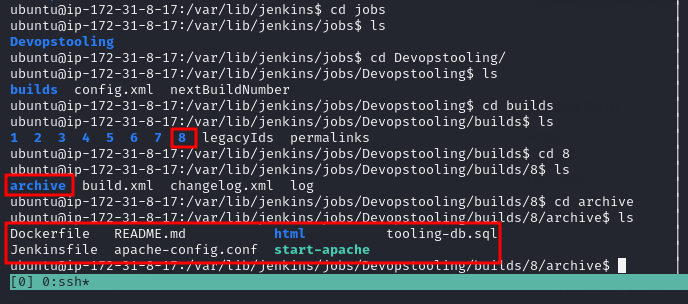 ubuntu@ip-172-31-8-17:/var/lib/jenkins$ cd jobs
ubuntu@ip-172-31-8-17:/var/lib/jenkins/jobs$ ls
Devopstooling
ubuntu@ip-172-31-8-17:/var/lib/jenkins/jobs$ cd Devopstooling/
ubuntu@ip-172-31-8-17:/var/lib/jenkins/jobs/Devopstooling$ ls
builds  config.xml  nextBuildNumber
ubuntu@ip-172-31-8-17:/var/lib/jenkins/jobs/Devopstooling$ cd builds
ubuntu@ip-172-31-8-17:/var/lib/jenkins/jobs/Devopstooling/builds$ ls
1  2  3  4  5  6  7  8  legacyIds  permalinks
ubuntu@ip-172-31-8-17:/var/lib/jenkins/jobs/Devopstooling/builds$ cd 8
ubuntu@ip-172-31-8-17:/var/lib/jenkins/jobs/Devopstooling/builds/8$ ls
archive  build.xml  changelog.xml  log
ubuntu@ip-172-31-8-17:/var/lib/jenkins/jobs/Devopstooling/builds/8$ cd archive
ubuntu@ip-172-31-8-17:/var/lib/jenkins/jobs/Devopstooling/builds/8/archive$ ls
Dockerfile   README.md           html          tooling-db.sql
Jenkinsfile  apache-config.conf  start-apache
ubuntu@ip-172-31-8-17:/var/lib/jenkins/jobs/Devopstooling/builds/8/archive$
[0] 0:ssh*